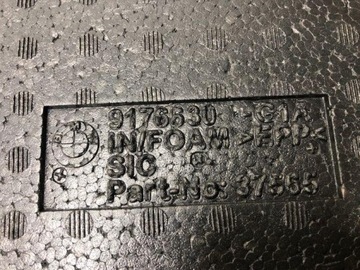 9176630
IN/FOAM >EPP<
SIC
Part-No: 37565